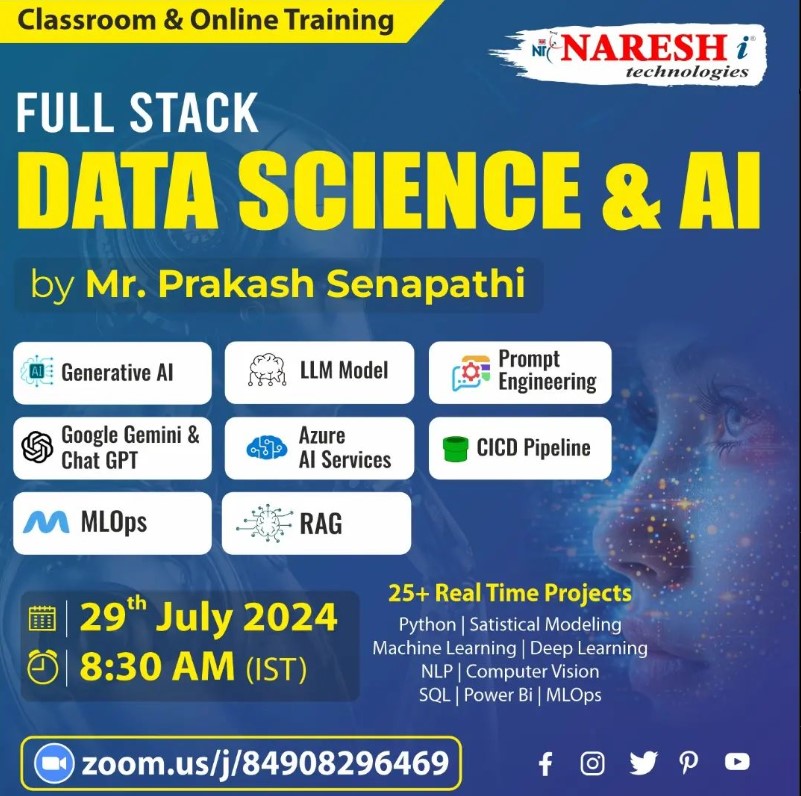 Classroom & Online Training
NT
NARESH i
technologies
FULL STACK
DATA SCIENCE & AI
by Mr. Prakash Senapathi
AI
Generative AI
LLM Model
Prompt
Engineering
Google Gemini &
Chat GPT
Azure
AI Services
CICD Pipeline
MLOps
RAG
29th July 2024
8:30 AM (IST)
25+ Real Time Projects
Python | Satistical Modeling
Machine Learning | Deep Learning
NLP | Computer Vision
SQL | Power Bi | MLOps
zoom.us/j/84908296469